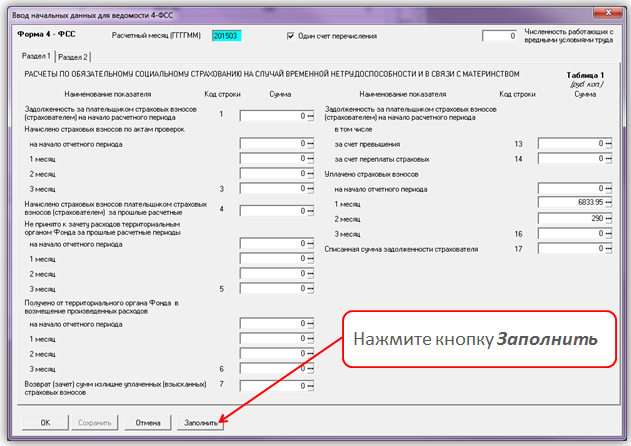 Ввод начальных данных для ведомости 4-ФСС
Форма 4 - ФСС
Расчетный месяц (ГГГГММ)
201503
Один счет перечисления
0
Численность работающих с
вредными условиями труда
Раздел 1
Раздел 2
РАСЧЕТЫ ПО ОБЯЗАТЕЛЬНОМУ СОЦИАЛЬНОМУ СТРАХОВАНИЮ НА СЛУЧАЙ ВРЕМЕННОЙ НЕТРУДОСПОСОБНОСТИ И В СВЯЗИ С МАТЕРИНСТВОМ
Таблица 1
(руб. коп.)
Наименование показателя Код строки Сумма
Задолженность за плательщиком страховых взносов
(страхователем) на начало расчетного периода 1 0
Начислено страховых взносов по актам проверок
на начало отчетного периода 0
1 месяц 0
2 месяц 0
3 месяц 3 0
Начислено страховых взносов плательщиком страховых
взносов (страхователем) за прошлые расчетные 4 0
Не принято к зачету расходов территориальным
органом Фонда за прошлые расчетные периоды
на начало отчетного периода 0
1 месяц 0
2 месяц 0
3 месяц 5 0
Получено от территориального органа Фонда в
возмещение произведенных расходов
на начало отчетного периода 0
1 месяц 0
2 месяц 0
3 месяц 6 0
Возврат (зачет) сумм излишне уплаченных (взысканных)
страховых взносов 7 0
Наименование показателя Код строки Сумма
Задолженность за плательщиком страховых взносов
(страхователем) на начало расчетного периода
в том числе
за счет превышения 13 0
за счет переплаты страховых 14 0
Уплачено страховых взносов
на начало отчетного периода 0
1 месяц 6833.95
2 месяц 290
3 месяц 16 0
Списанная сумма задолженности страхователя 17 0
Нажмите кнопку Заполнить
ОК
Сохранить
Отмена
Заполнить